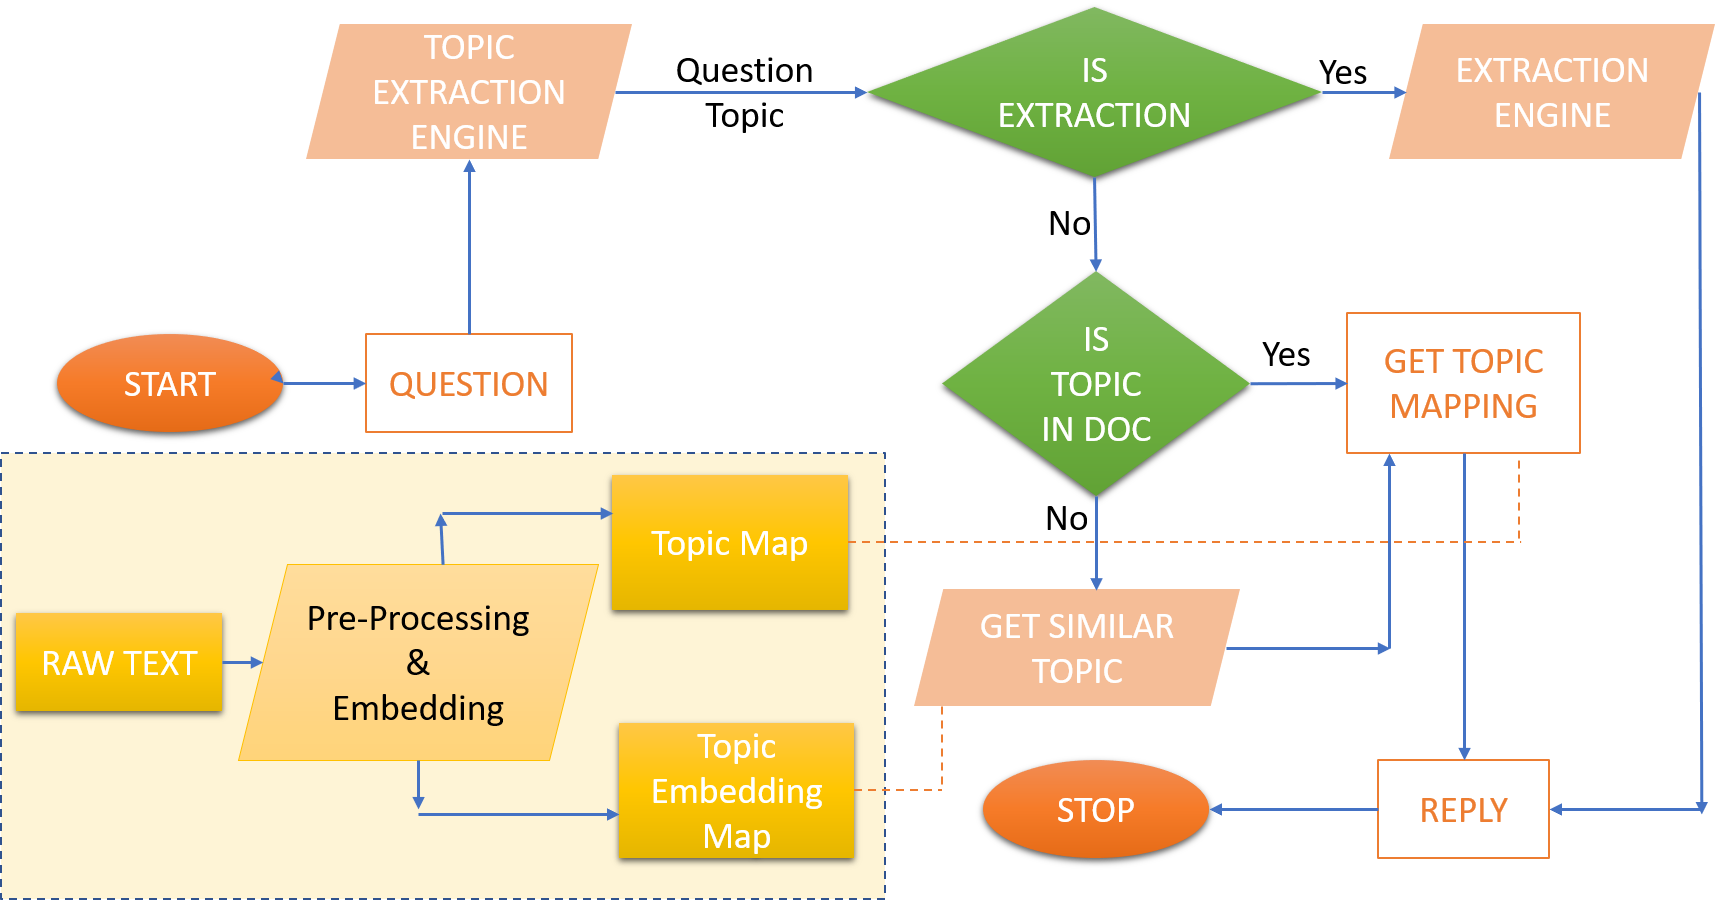 TOPIC
EXTRACTION
ENGINE
Question
Topic
IS
EXTRACTION
Yes
EXTRACTION
ENGINE
No
START
QUESTION
IS
TOPIC
IN DOC
Yes
GET TOPIC
MAPPING
No
Topic Map
RAW TEXT
Pre-Processing
&
Embedding
GET SIMILAR
TOPIC
Topic
Embedding
Map
STOP
REPLY